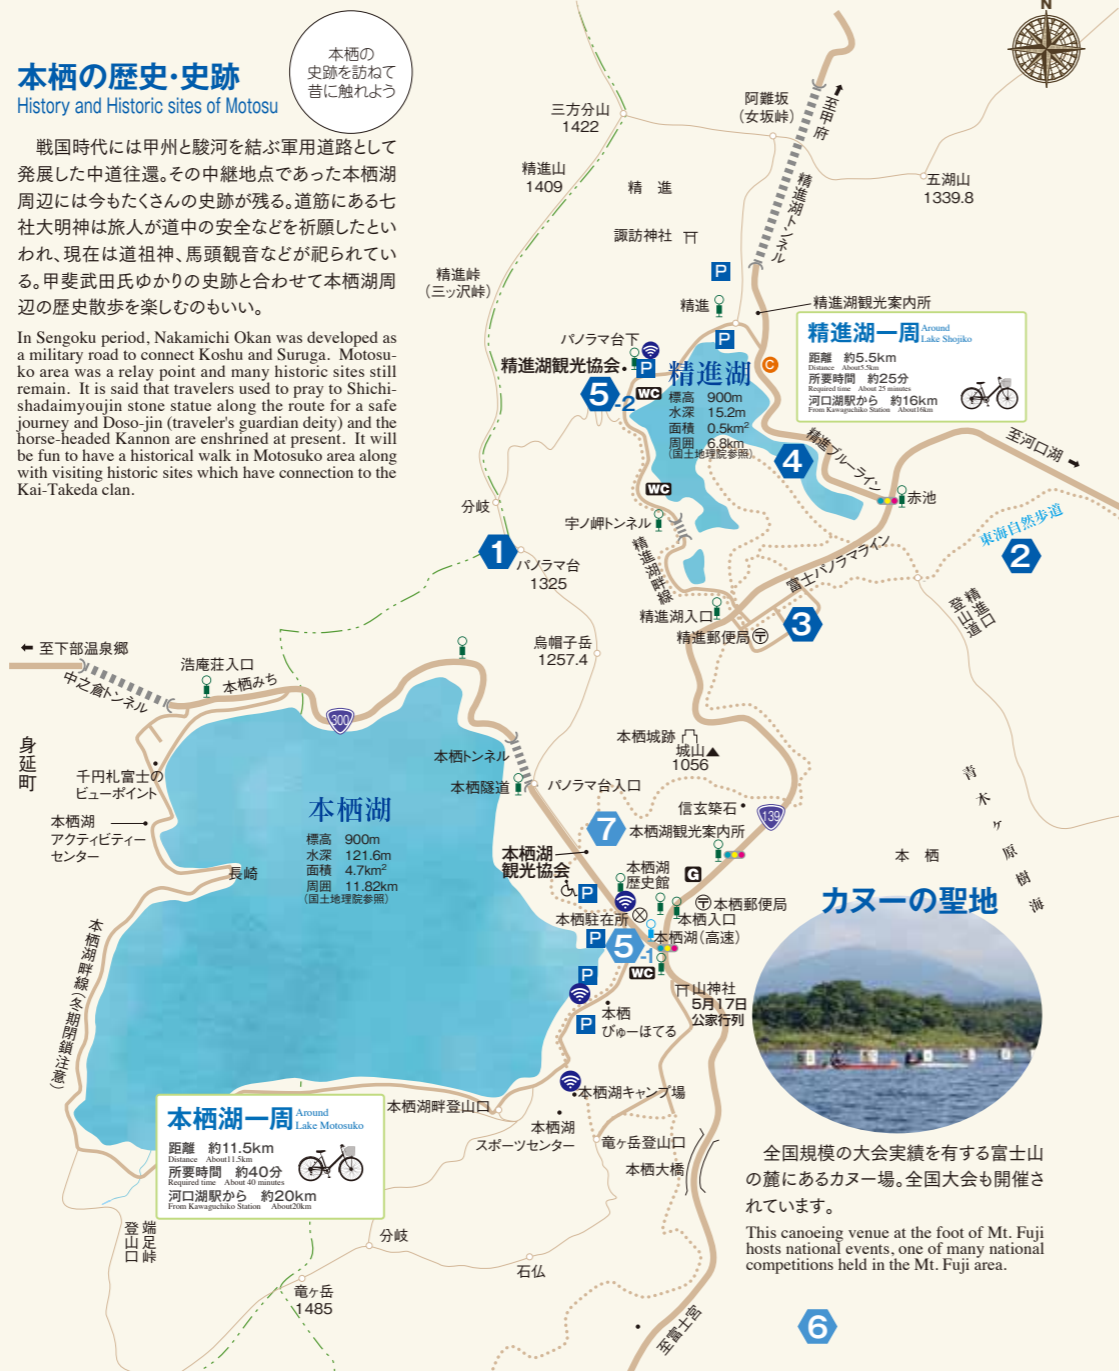 本栖の歴史・史跡
History and Historic sites of Motosu
本栖の
史跡を訪ねて
昔に触れよう
戦国時代には甲州と駿河を結ぶ軍用道路として
発展した中道往還。その中継地点であった本栖湖
周辺には今もたくさんの史跡が残る。道筋にある七
社大明神は旅人が道中の安全などを祈願したとい
われ、現在は道祖神、馬頭観音などが祀られてい
る。甲斐武田氏ゆかりの史跡と合わせて本栖湖周
辺の歴史散歩を楽しむのもいい。
In Sengoku period, Nakamichi Okan was developed as
a military road to connect Koshu and Suruga. Motosu-
ko area was a relay point and many historic sites still
remain. It is said that travelers used to pray to Shichi-
shadaimyoujin stone statue along the route for a safe
journey and Doso-jin (traveler's guardian deity) and the
horse-headed Kannon are enshrined at present. It will
be fun to have a historical walk in Motosuko area along
with visiting historic sites which have connection to the
Kai-Takeda clan.
N
三方分山
1422
阿難坂
(女坂峠)
至甲府
精進山
1409
精進
五湖山
1339.8
精進湖トンネル
諏訪神社
P
精進峠
(三ッ沢峠)
精進
精進湖観光案内所
パノラマ台下
P
精進湖観光協会
P
5-2
WC
C
精進湖
標高 900m
水深 15.2m
面積 0.5km²
周囲 6.8km
(国土地理院参照)
精進湖一周
Around
Lake Shojiko
距離 約5.5km
Distance About5.5km
所要時間 約25分
Required time About 25 minutes
河口湖駅から 約16km
From Kawaguchiko Station About16km
至河口湖
4
精進ブルーライン
WC
赤池
分岐
宇ノ岬トンネル
東海自然歩道
2
1
パノラマ台
1325
精進湖畔線
富士パノラマライン
精進口
登山道
精進湖入口
精進郵便局
3
烏帽子岳
1257.4
至下部温泉郷
中之倉トンネル
浩庵荘入口
本栖みち
300
身延町
本栖城跡
城山
1056
本栖トンネル
本栖隧道
パノラマ台入口
千円札富士の
ビューポイント
青木ヶ原樹海
本栖湖
アクティビティー
センター
本栖湖
標高 900m
水深 121.6m
面積 4.7km²
周囲 11.82km
(国土地理院参照)
信玄築石
139
7
本栖湖観光案内所
本栖湖
観光協会
本栖
長崎
本栖湖
歴史館
G
P
本栖郵便局
本栖駐在所
本栖入口
P
5-1
本栖湖(高速)
WC
P
山神社
5月17日
公家行列
本栖
びゅーほてる
P
本栖湖畔線(冬期閉鎖注意)
カヌーの聖地
本栖湖キャンプ場
本栖湖畔登山口
本栖湖
スポーツセンター
竜ヶ岳登山口
本栖大橋
本栖湖一周
Around
Lake Motosuko
距離 約11.5km
Distance About11.5km
所要時間 約40分
Required time About 40 minutes
河口湖駅から 約20km
From Kawaguchiko Station About20km
全国規模の大会実績を有する富士山
の麓にあるカヌー場。全国大会も開催さ
れています。
This canoeing venue at the foot of Mt. Fuji
hosts national events, one of many national
competitions held in the Mt. Fuji area.
端足峠
登山口
分岐
石仏
竜ヶ岳
1485
至富士宮
6